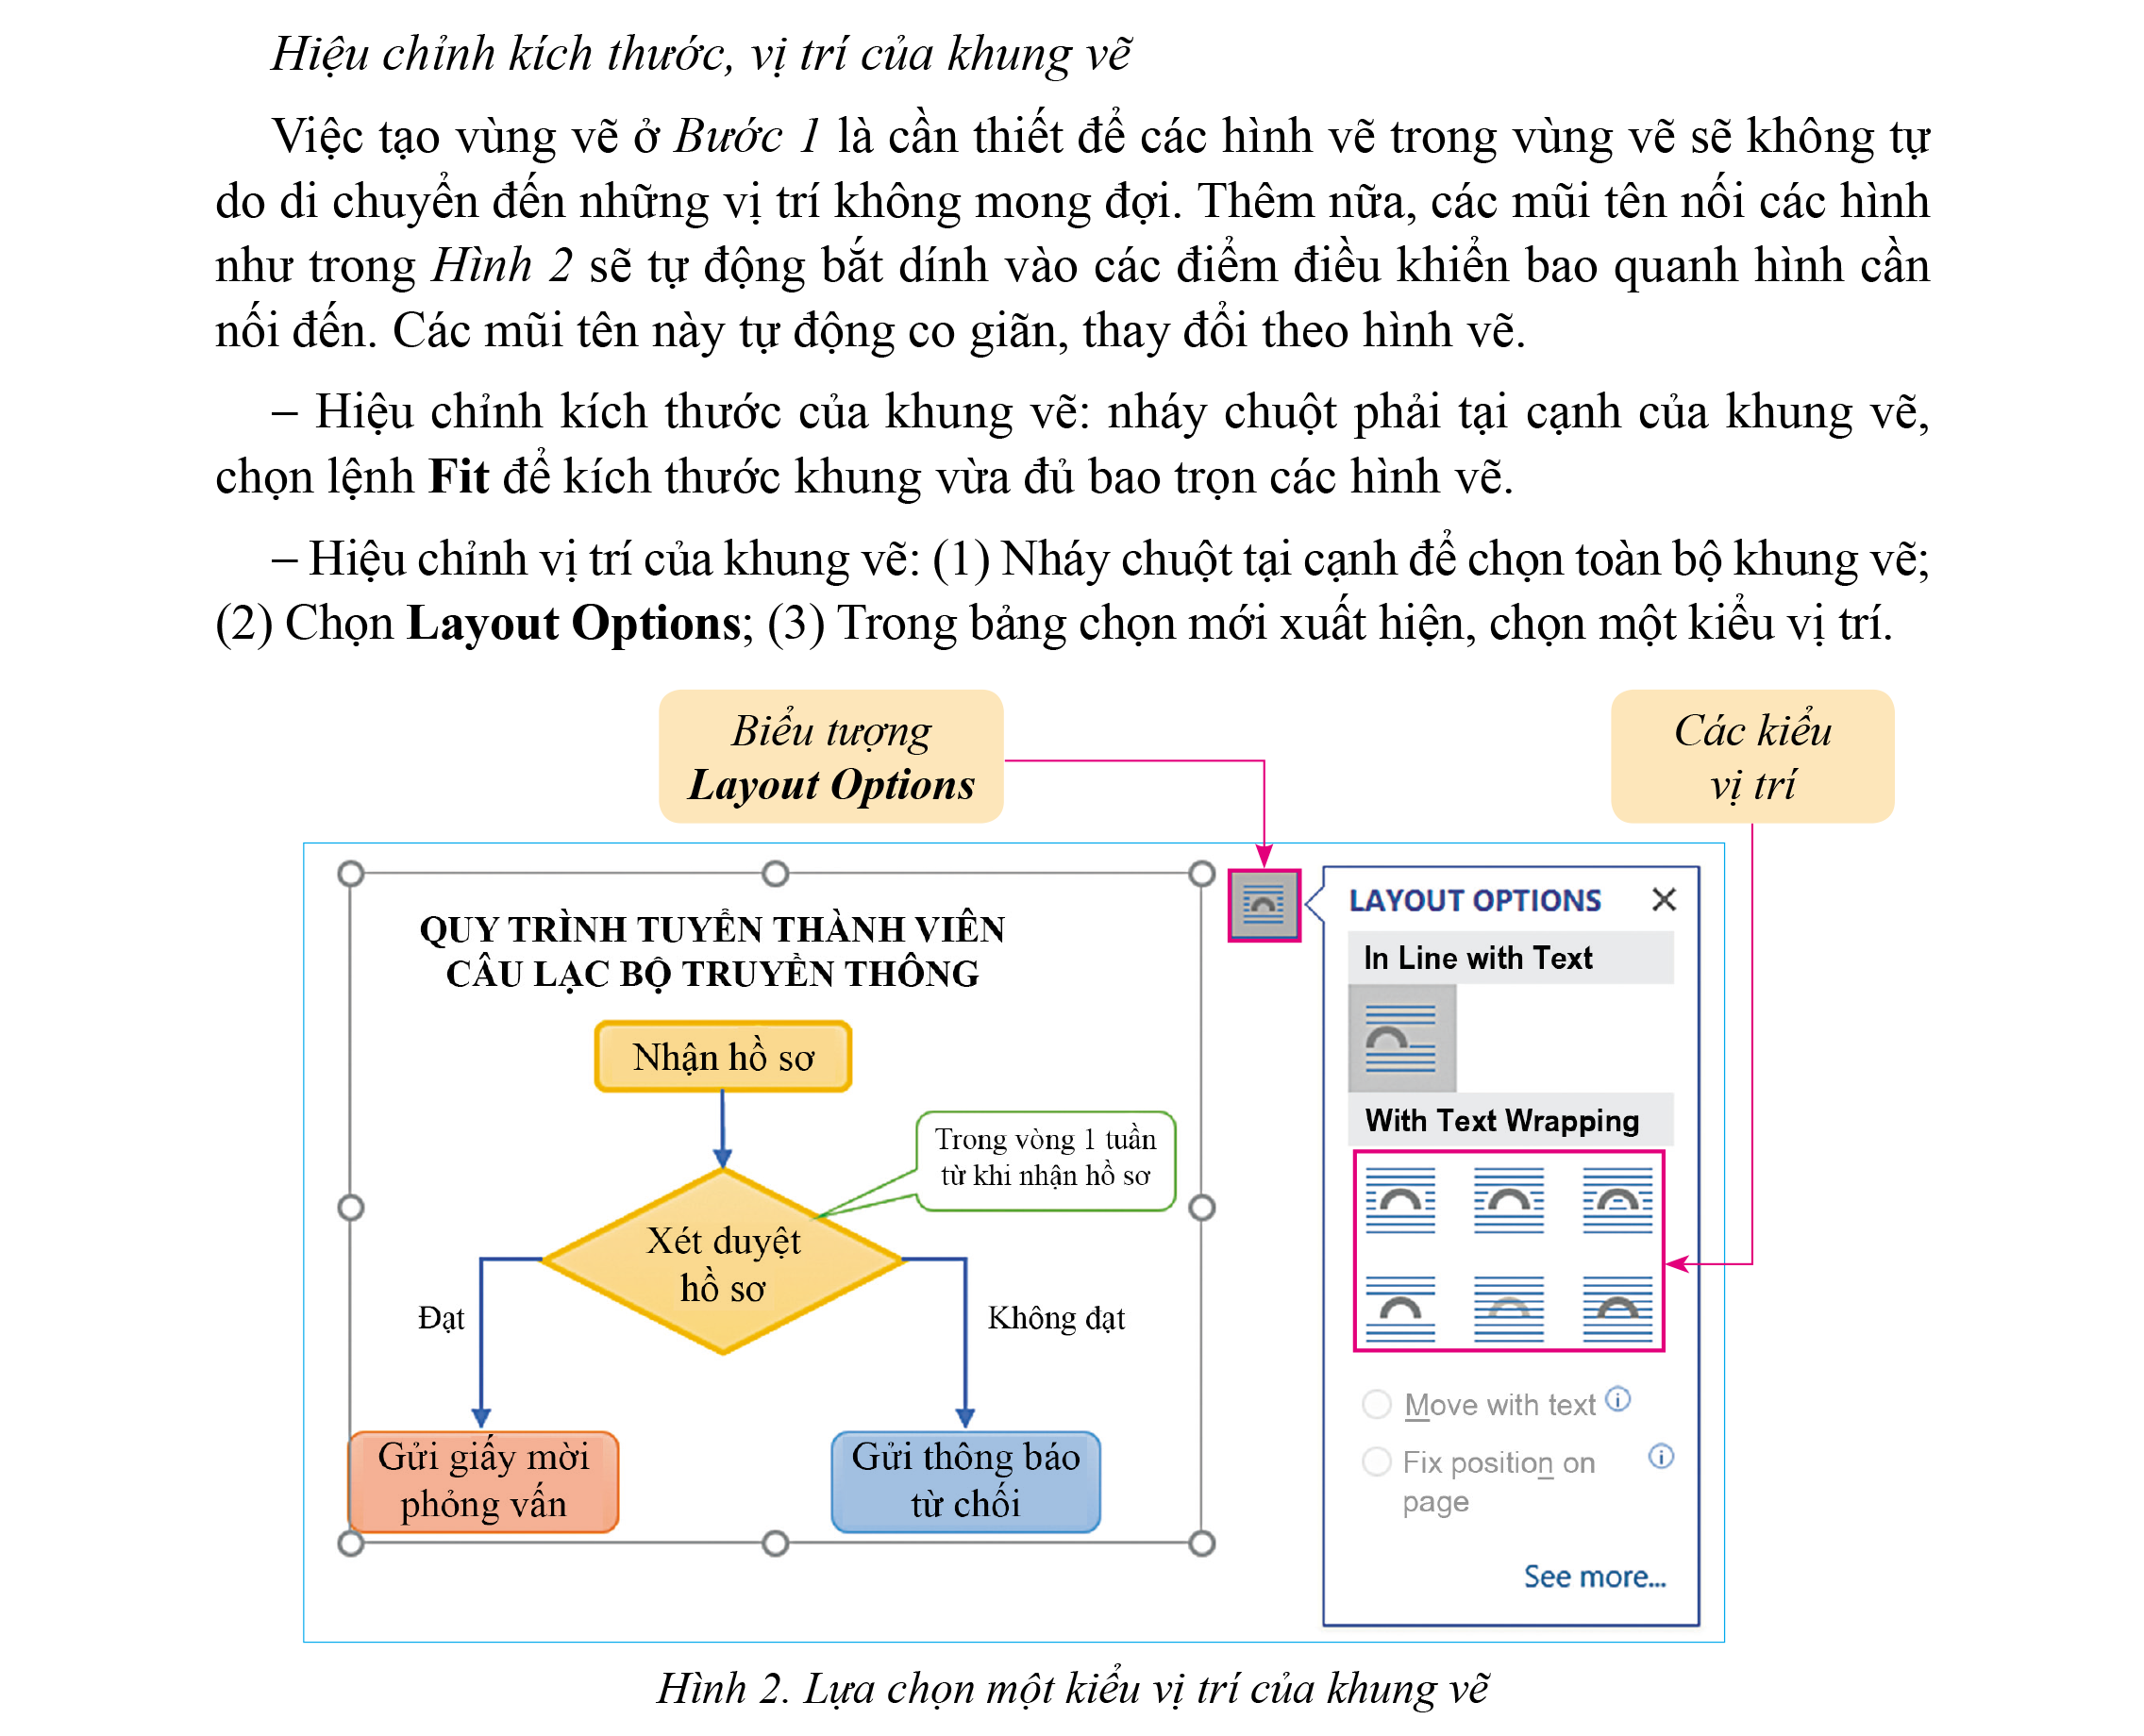 Hiệu chỉnh kích thước, vị trí của khung vẽ
Việc tạo vùng vẽ ở Bước 1 là cần thiết để các hình vẽ trong vùng vẽ sẽ không tự
do di chuyển đến những vị trí không mong đợi. Thêm nữa, các mũi tên nối các hình
như trong Hình 2 sẽ tự động bắt dính vào các điểm điều khiển bao quanh hình cần
nối đến. Các mũi tên này tự động co giãn, thay đổi theo hình vẽ.
– Hiệu chỉnh kích thước của khung vẽ: nháy chuột phải tại cạnh của khung vẽ,
chọn lệnh Fit để kích thước khung vừa đủ bao trọn các hình vẽ.
– Hiệu chỉnh vị trí của khung vẽ: (1) Nháy chuột tại cạnh để chọn toàn bộ khung vẽ;
(2) Chọn Layout Options; (3) Trong bảng chọn mới xuất hiện, chọn một kiểu vị trí.
Biểu tượng
Layout Options
Các kiểu
vị trí
QUY TRÌNH TUYỂN THÀNH VIÊN
CÂU LẠC BỘ TRUYỀN THÔNG
Nhận hồ sơ
Trong vòng 1 tuần
từ khi nhận hồ sơ
Xét duyệt
hồ sơ
Đạt
Không đạt
Gửi giấy mời
phỏng vấn
Gửi thông báo
từ chối
LAYOUT OPTIONS
In Line with Text
With Text Wrapping
Move with text
Fix position on
page
See more...
Hình 2. Lựa chọn một kiểu vị trí của khung vẽ